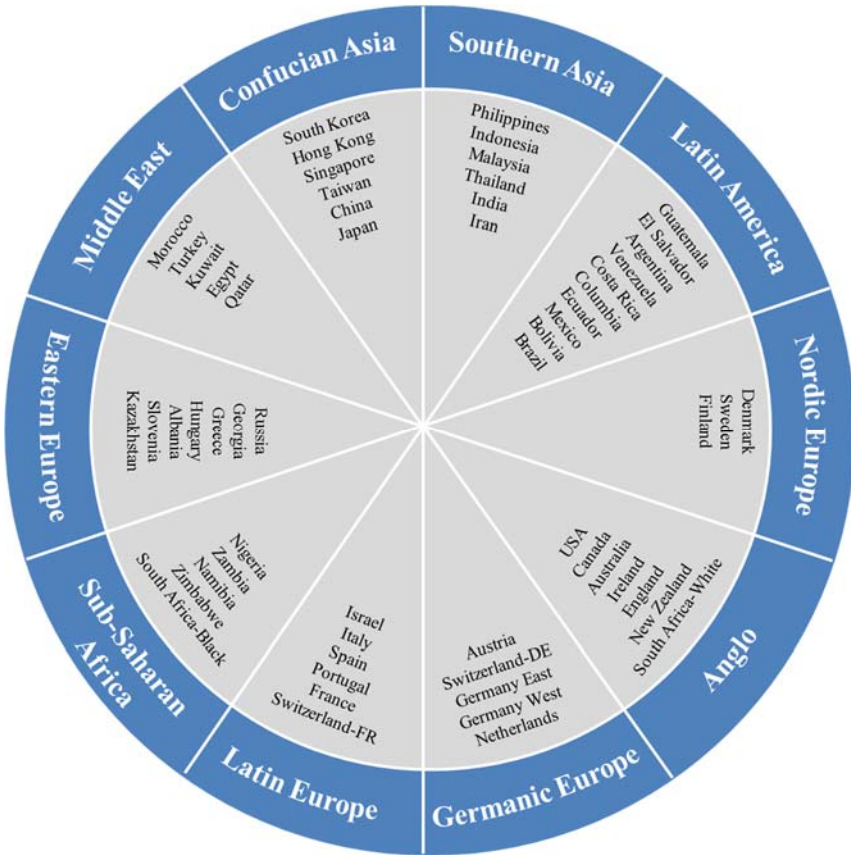 Confucian Asia
South Korea
Hong Kong
Singapore
Taiwan
China
Japan
Southern Asia
Philippines
Indonesia
Malaysia
Thailand
India
Iran
Latin America
Guatemala
El Salvador
Argentina
Venezuela
Costa Rica
Columbia
Ecuador
Mexico
Bolivia
Brazil
Nordic Europe
Denmark
Sweden
Finland
Anglo
USA
Canada
Australia
Ireland
England
New Zealand
South Africa-White
Germanic Europe
Austria
Switzerland-DE
Germany East
Germany West
Netherlands
Latin Europe
Israel
Italy
Spain
Portugal
France
Switzerland-FR
Sub-Saharan
Africa
Nigeria
Zambia
Namibia
Zimbabwe
South Africa-Black
Eastern Europe
Russia
Georgia
Greece
Hungary
Albania
Slovenia
Kazakhstan
Middle East
Morocco
Turkey
Kuwait
Egypt
Qatar